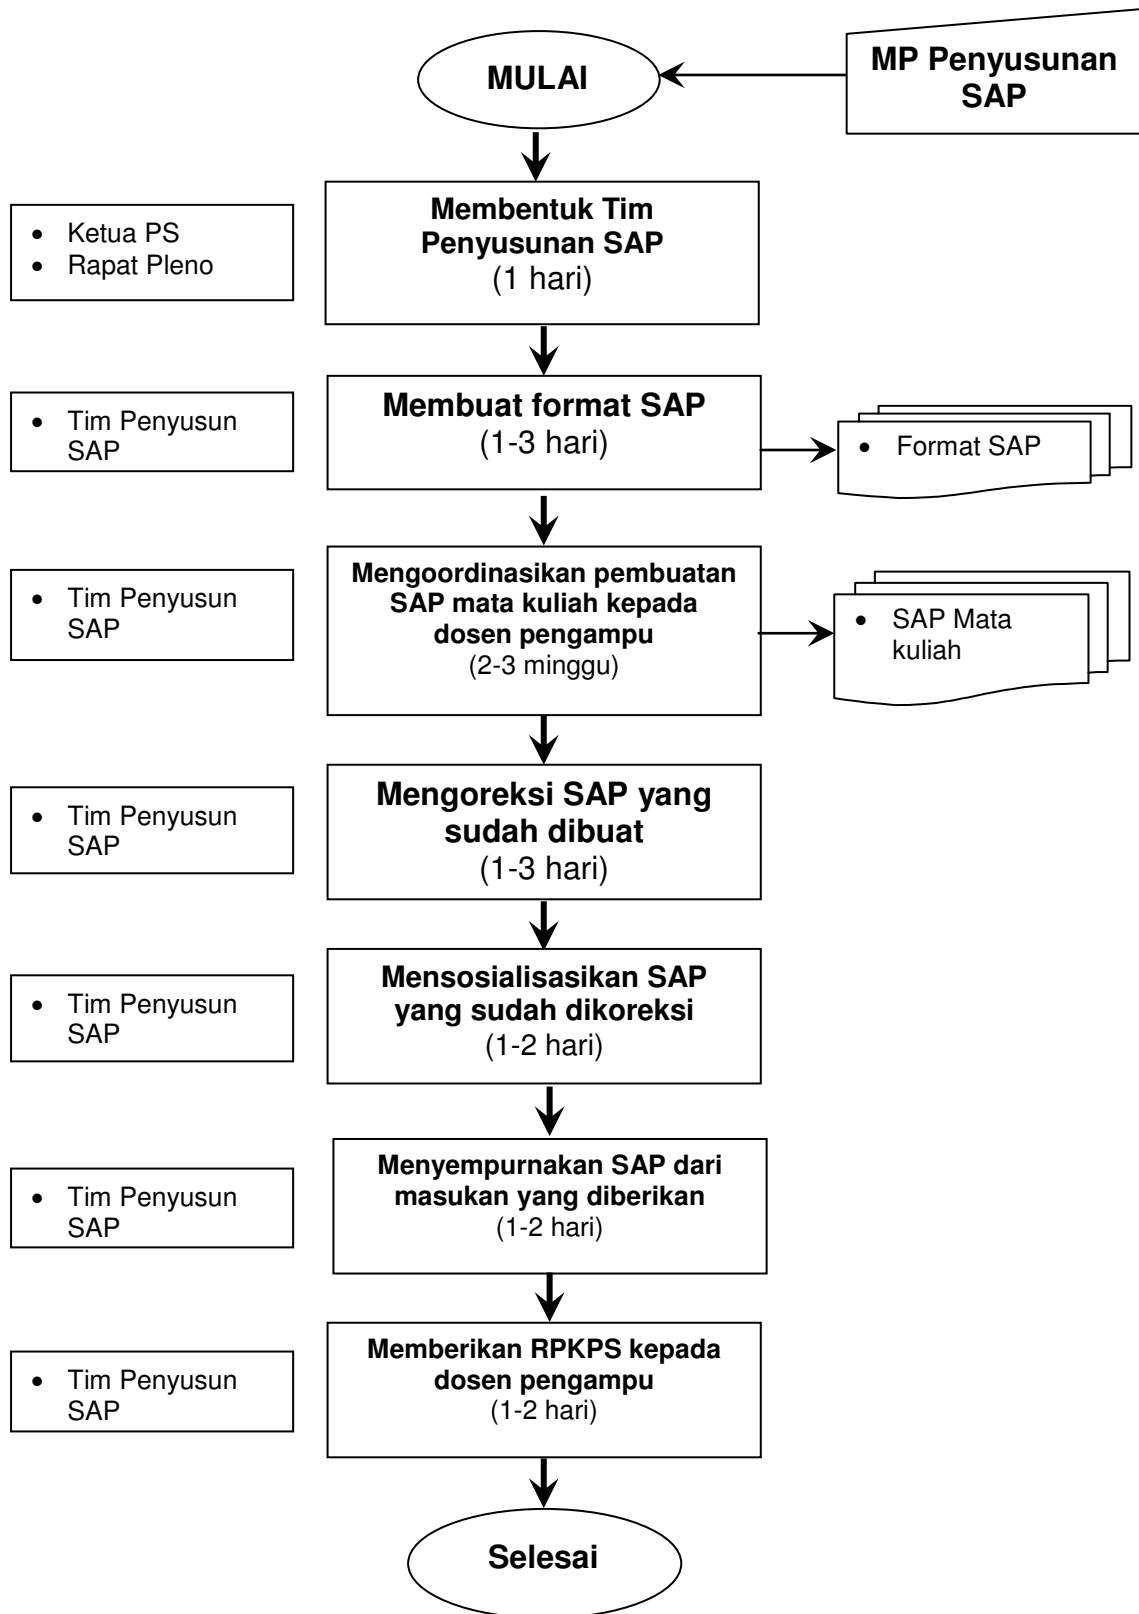 MULAI
MP Penyusunan
SAP
• Ketua PS
• Rapat Pleno
Membentuk Tim
Penyusunan SAP
(1 hari)
• Tim Penyusun
SAP
Membuat format SAP
(1-3 hari)
• Format SAP
• Tim Penyusun
SAP
Mengoordinasikan pembuatan
SAP mata kuliah kepada
dosen pengampu
(2-3 minggu)
• SAP Mata
kuliah
• Tim Penyusun
SAP
Mengoreksi SAP yang
sudah dibuat
(1-3 hari)
• Tim Penyusun
SAP
Mensosialisasikan SAP
yang sudah dikoreksi
(1-2 hari)
• Tim Penyusun
SAP
Menyempurnakan SAP dari
masukan yang diberikan
(1-2 hari)
• Tim Penyusun
SAP
Memberikan RPKPS kepada
dosen pengampu
(1-2 hari)
Selesai